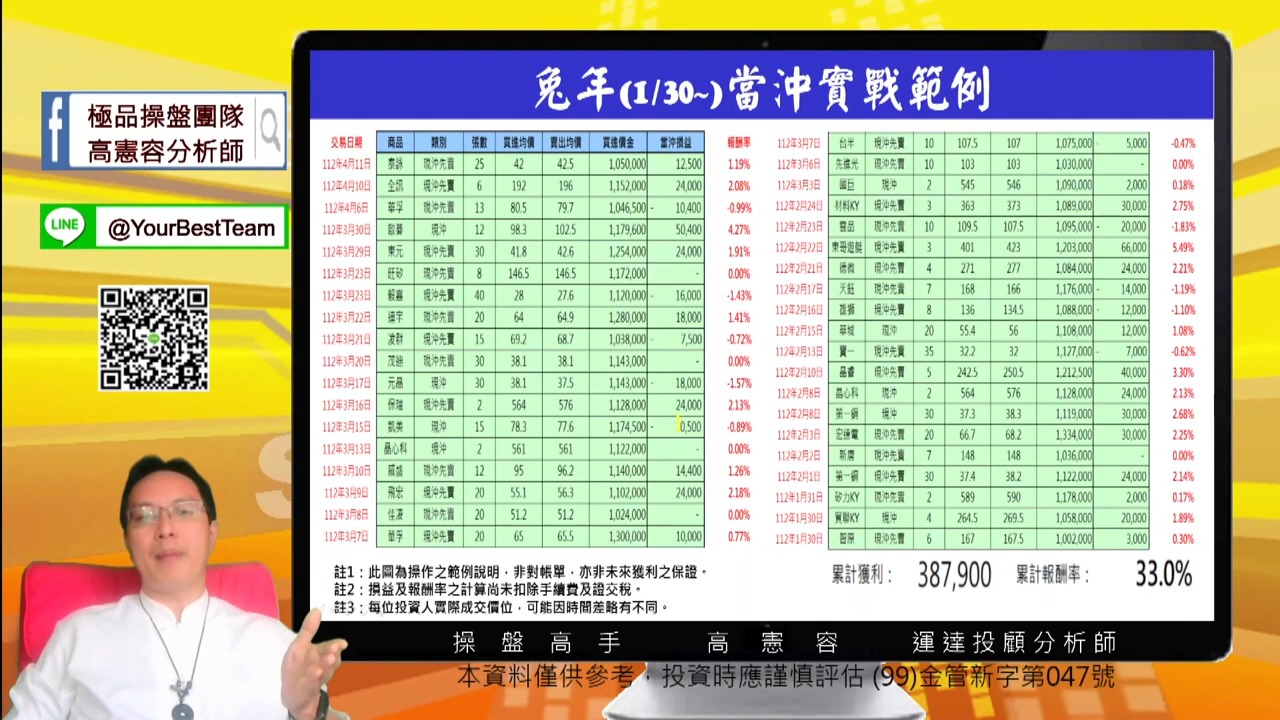 兔年(1/30~)當沖實戰範例
極品操盤團隊
高憲容分析師
LINE @YourBestTeam
交易日期 商品 類別 張數 買進均價 賣出均價 買進價金 當沖損益 報酬率
112年4月11日 泰詠 現沖先賣 25 42 42.5 1,050,000 12,500 1.19%
112年4月10日 全訊 現沖先賣 6 192 196 1,152,000 24,000 2.08%
112年4月6日 華孚 現沖先賣 13 80.5 79.7 1,046,500 - 10,400 -0.99%
112年3月30日 啟碁 現沖 12 98.3 102.5 1,179,600 50,400 4.27%
112年3月29日 東元 現沖先賣 30 41.8 42.6 1,254,000 24,000 1.91%
112年3月23日 旺矽 現沖先賣 8 146.5 146.5 1,172,000 - 0.00%
112年3月23日 毅嘉 現沖先賣 40 28 27.6 1,120,000 - 16,000 -1.43%
112年3月22日 現沖先賣 20 64 64.9 1,280,000 18,000 1.41%
112年3月21日 凌群 現沖先賣 15 69.2 68.7 1,038,000 - 7,500 -0.72%
112年3月20日 茂迪 現沖先賣 30 38.1 38.1 1,143,000 - 0.00%
112年3月17日 元晶 現沖 30 38.1 37.5 1,143,000 - 18,000 -1.57%
112年3月16日 保瑞 現沖先賣 2 564 576 1,128,000 24,000 2.13%
112年3月15日 凱美 現沖 15 78.3 77.6 1,174,500 - 0,500 -0.89%
112年3月13日 晶心科 現沖 2 561 561 1,122,000 - 0.00%
112年3月10日 威盛 現沖先賣 12 95 96.2 1,140,000 14,400 1.26%
112年3月9日 飛宏 現沖先賣 20 55.1 56.3 1,102,000 24,000 2.18%
112年3月8日 佳凌 現沖先賣 20 51.2 51.2 1,024,000 - 0.00%
112年3月7日 華孚 現沖先賣 20 65 65.5 1,300,000 10,000 0.77%
112年3月7日 台半 現沖先賣 10 107.5 107 1,075,000 - 5,000 -0.47%
112年3月6日 先進光 現沖先賣 10 103 103 1,030,000 - 0.00%
112年3月3日 國巨 現沖 2 545 546 1,090,000 2,000 0.18%
112年2月24日 材料KY 現沖先賣 3 363 373 1,089,000 30,000 2.75%
112年2月23日 現沖先賣 10 109.5 107.5 1,095,000 - 20,000 -1.83%
112年2月22日 東哥遊艇 現沖先賣 3 401 423 1,203,000 66,000 5.49%
112年2月21日 德微 現沖先賣 4 271 277 1,084,000 24,000 2.21%
112年2月17日 天鈺 現沖先賣 7 168 166 1,176,000 - 14,000 -1.19%
112年2月16日 雄獅 現沖先賣 8 136 134.5 1,088,000 - 12,000 -1.10%
112年2月15日 華城 現沖 20 55.4 56 1,108,000 12,000 1.08%
112年2月13日 寶一 現沖先賣 35 32.2 32 1,127,000 - 7,000 -0.62%
112年2月10日 晶睿 現沖先賣 5 242.5 250.5 1,212,500 40,000 3.30%
112年2月8日 晶心科 現沖先賣 2 564 576 1,128,000 24,000 2.13%
112年2月8日 第一銅 現沖 30 37.3 38.3 1,119,000 30,000 2.68%
112年2月3日 宏達電 現沖先賣 20 66.7 68.2 1,334,000 30,000 2.25%
112年2月2日 新唐 現沖先賣 7 148 148 1,036,000 - 0.00%
112年2月1日 第一銅 現沖先賣 30 37.4 38.2 1,122,000 24,000 2.14%
112年1月31日 矽力KY 現沖先賣 2 589 590 1,178,000 2,000 0.17%
112年1月30日 貿聯KY 現沖 4 264.5 269.5 1,058,000 20,000 1.89%
112年1月30日 智原 現沖先賣 6 167 167.5 1,002,000 3,000 0.30%
累計獲利： 387,900 累計報酬率： 33.0%
註1：此圖為操作之範例說明，非對帳單，亦非未來獲利之保證。
註2：損益及報酬率之計算尚未扣除手續費及證交稅。
註3：每位投資人實際成交價位，可能因時間差略有不同。
操盤高手 高憲容 運達投顧分析師
本資料僅供參考，投資時應謹慎評估 (99)金管新字第047號